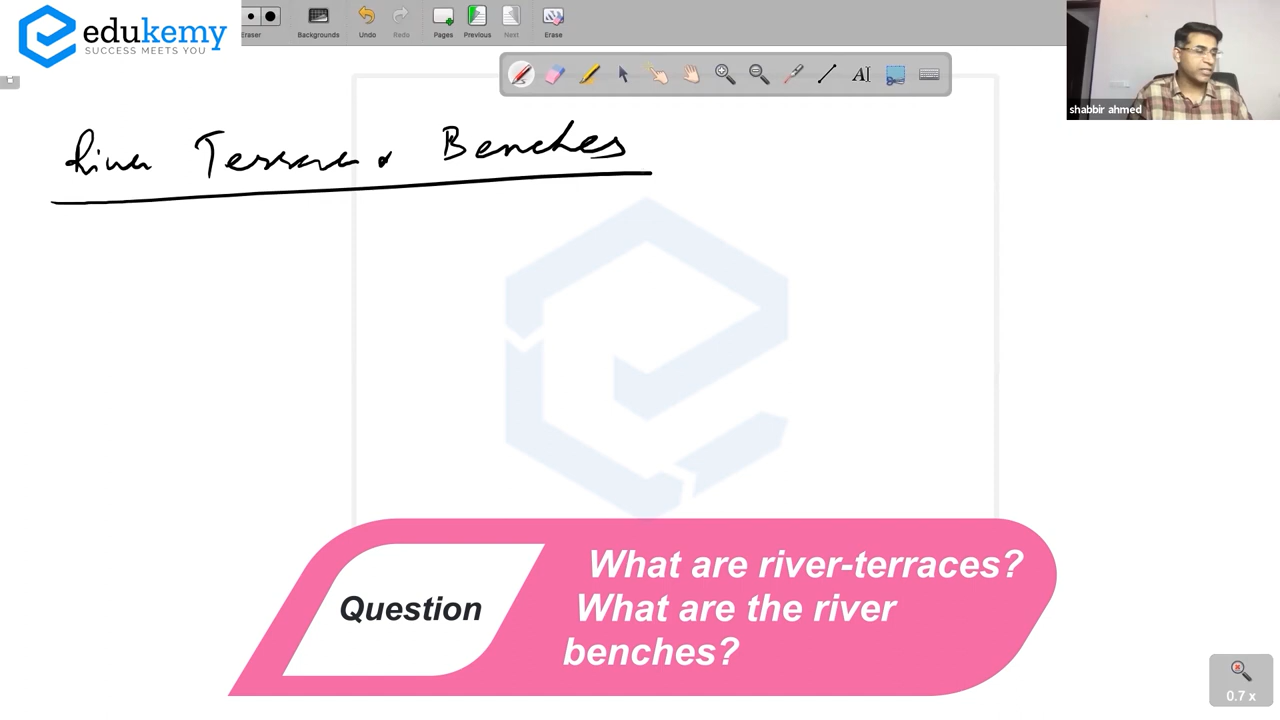 edukemy
SUCCESS MEETS YOU
Eraser
Backgrounds
Undo
Redo
Pages
Previous
Next
Erase
shabbir ahmed
River Terraces & Benches
Question
What are river-terraces?
What are the river
benches?
0.7 x